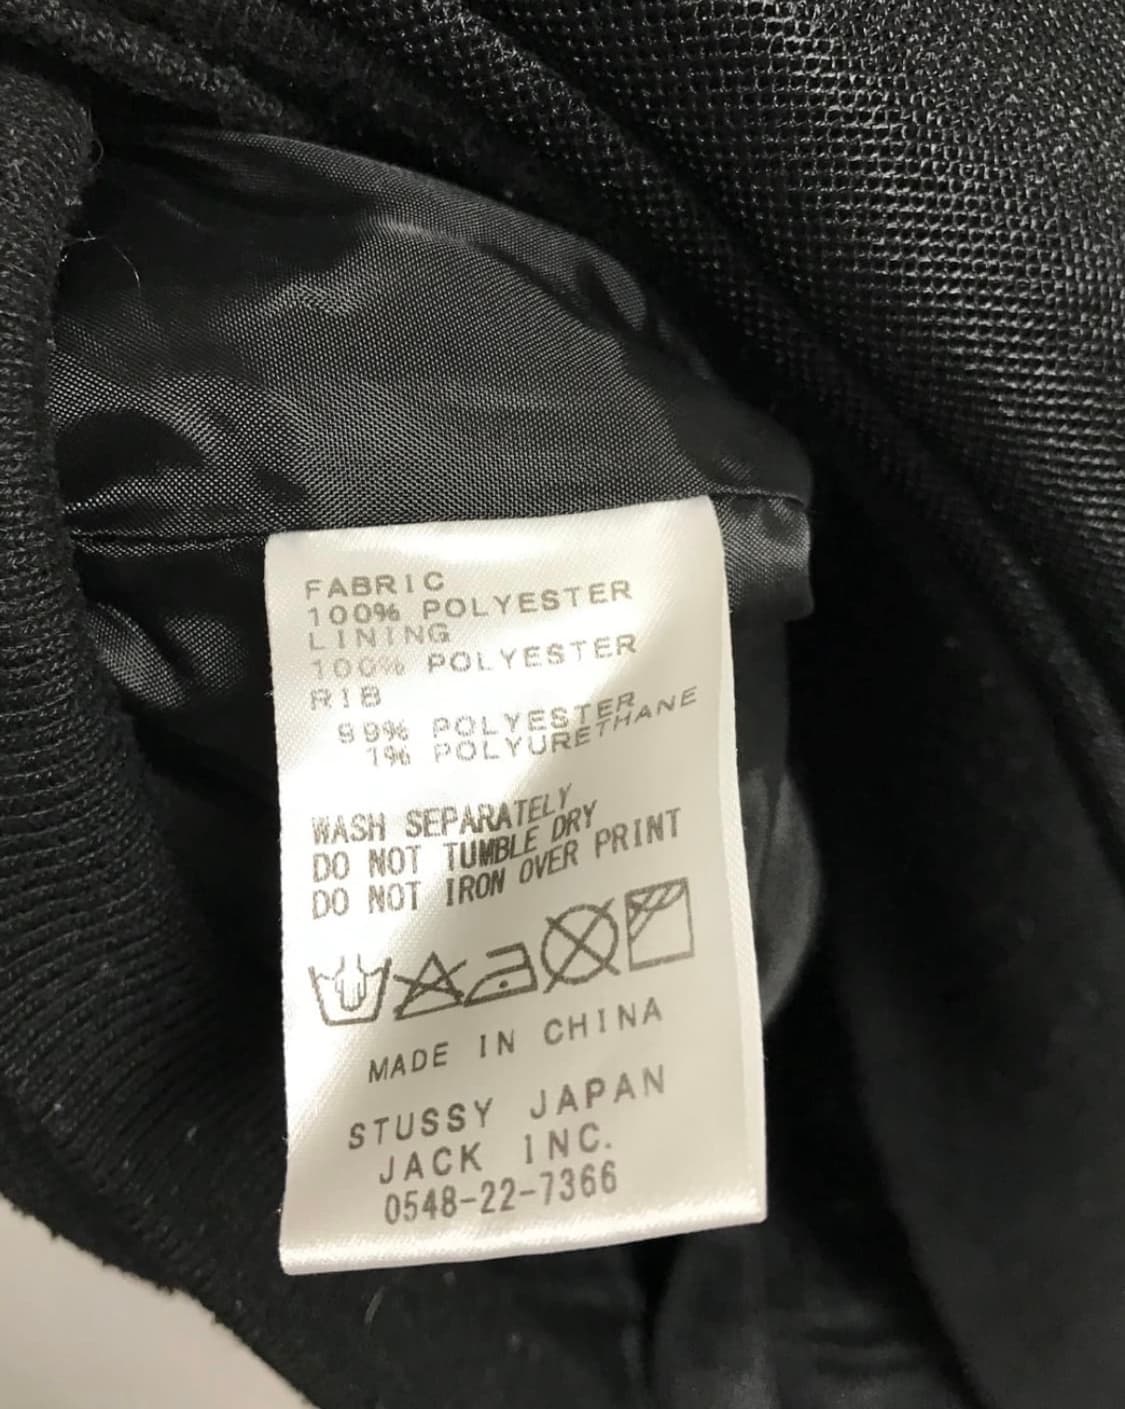 FABRIC
100% POLYESTER
LINING
100% POLYESTER
RIB
99% POLYESTER
1% POLYURETHANE
WASH SEPARATELY
DO NOT TUMBLE DRY
DO NOT IRON OVER PRINT
MADE IN CHINA
STUSSY JAPAN
JACK INC.
0548-22-7366